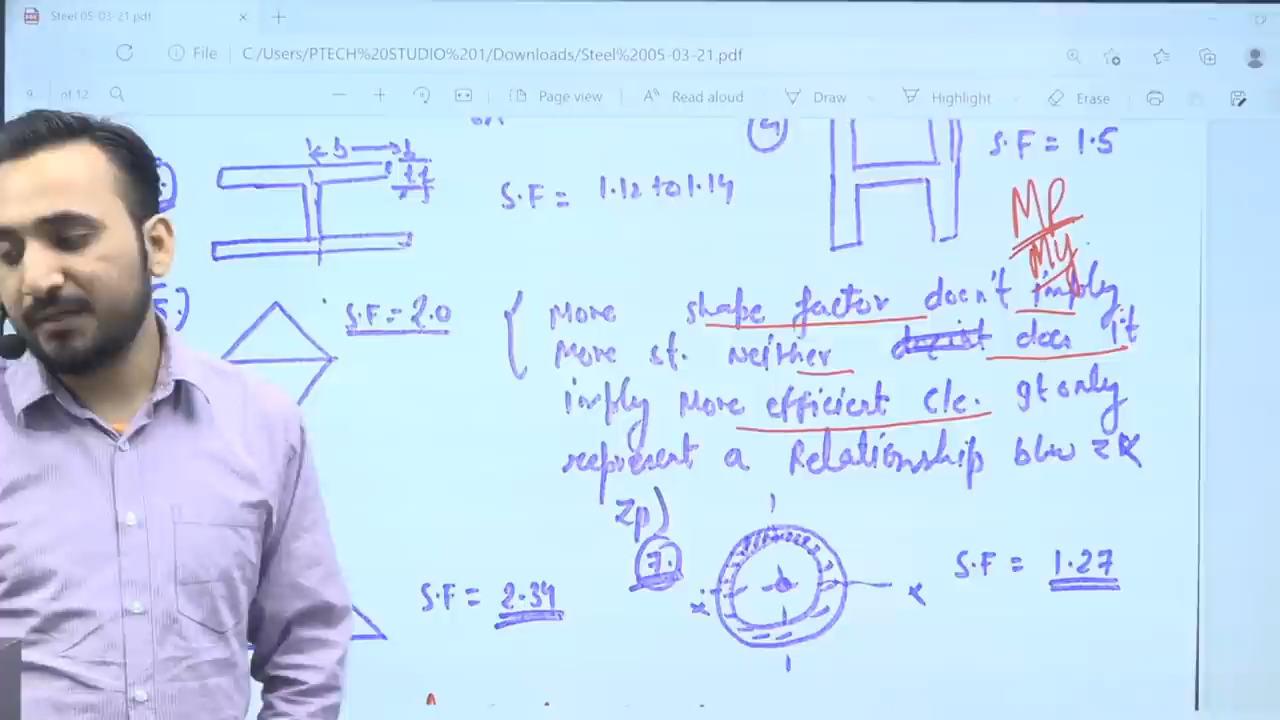 Steel 05-03-21.pdf
File C:/Users/PTECH%20STUDIO%201/Downloads/Steel%2005-03-21.pdf
9 of 12 Page view Read aloud Draw Highlight Erase
4
S.F = 1.5
b
S.F = 1.12 to 1.14
MP
My
S.F = 2.0
More shape factor doesn't imply
More st. Neither does it
imply More efficient c/c. It only
represent a Relationship b/w Z &
Zp)
7.
S.F = 2.34
x x
S.F = 1.27